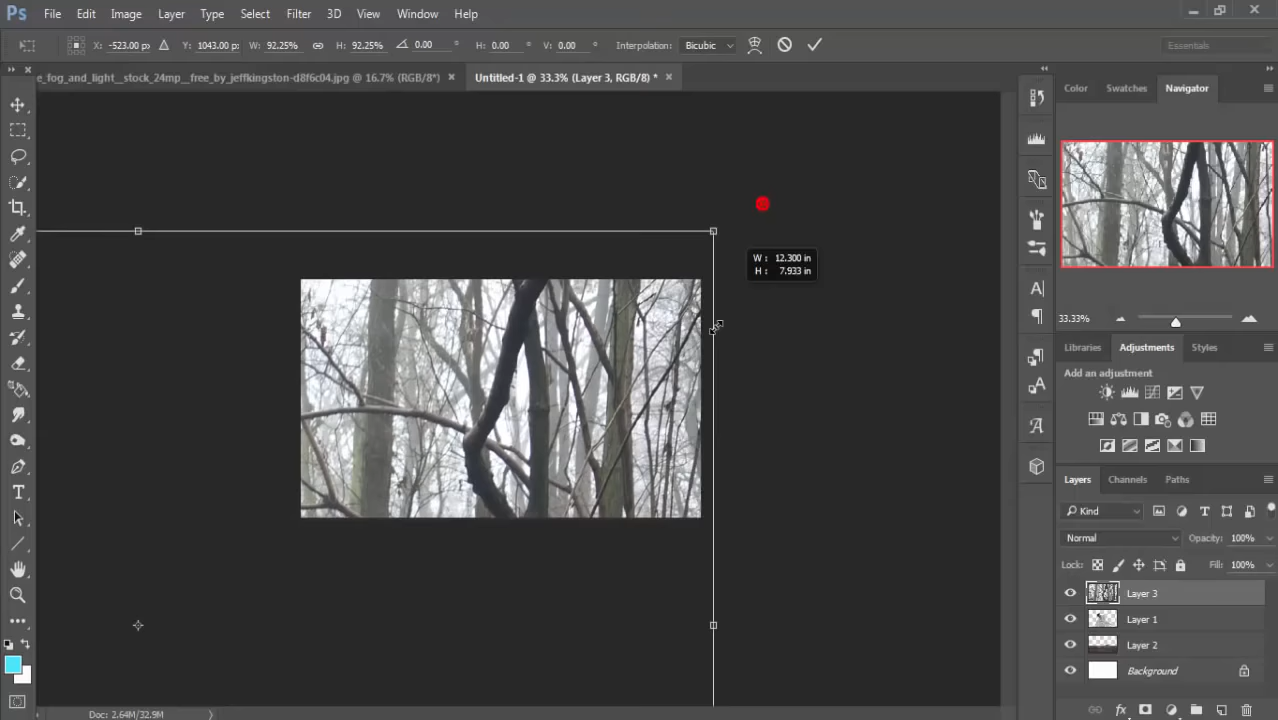 Ps File Edit Image Layer Type Select Filter 3D View Window Help
X: -523.00 px Y: 1043.00 px W: 92.25% H: 92.25% 0.00 ° H: 0.00 ° V: 0.00 ° Interpolation: Bicubic Essentials
e_fog_and_light__stock_24mp__free_by_jeffkingston-d8f6c04.jpg @ 16.7% (RGB/8*) × Untitled-1 @ 33.3% (Layer 3, RGB/8) * ×
Color Swatches Navigator
W : 12.300 in
H : 7.933 in
33.33%
Libraries Adjustments Styles
Add an adjustment
Layers Channels Paths
Kind
Normal Opacity: 100%
Lock: Fill: 100%
Layer 3
Layer 1
Layer 2
Background
Doc: 2.64M/32.9M